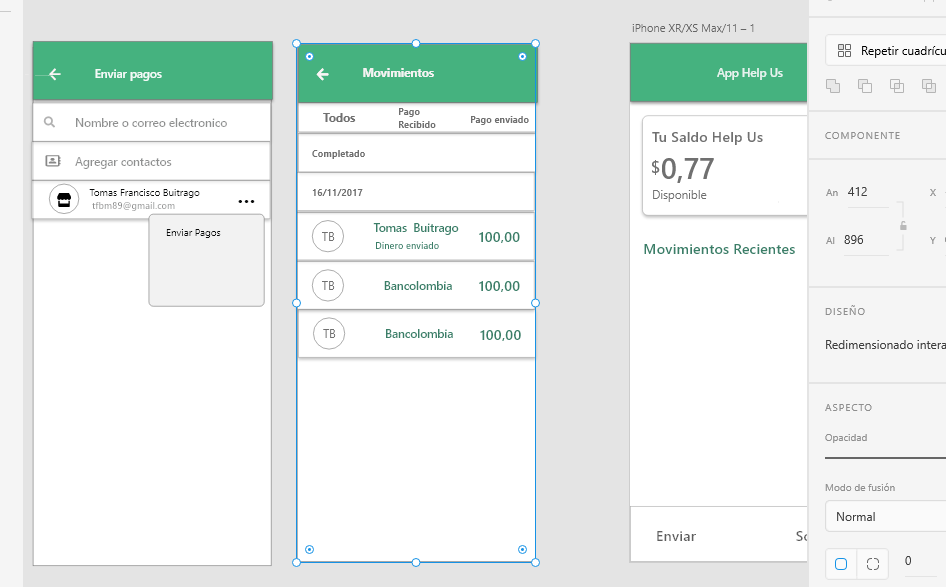 Enviar pagos
Nombre o correo electronico
Agregar contactos
Tomas Francisco Buitrago
tfbm89@gmail.com
Enviar Pagos
Movimientos
Todos
Pago
Recibido
Pago enviado
Completado
16/11/2017
TB
Tomas Buitrago
Dinero enviado
100,00
TB
Bancolombia
100,00
TB
Bancolombia
100,00
iPhone XR/XS Max/11 – 1
App Help Us
Tu Saldo Help Us
$0,77
Disponible
Movimientos Recientes
Enviar
Repetir
COMPONENTE
An 412 X
Al 896 Y
DISEÑO
Redimensionado
ASPECTO
Opacidad
Modo de fusión
Normal
0